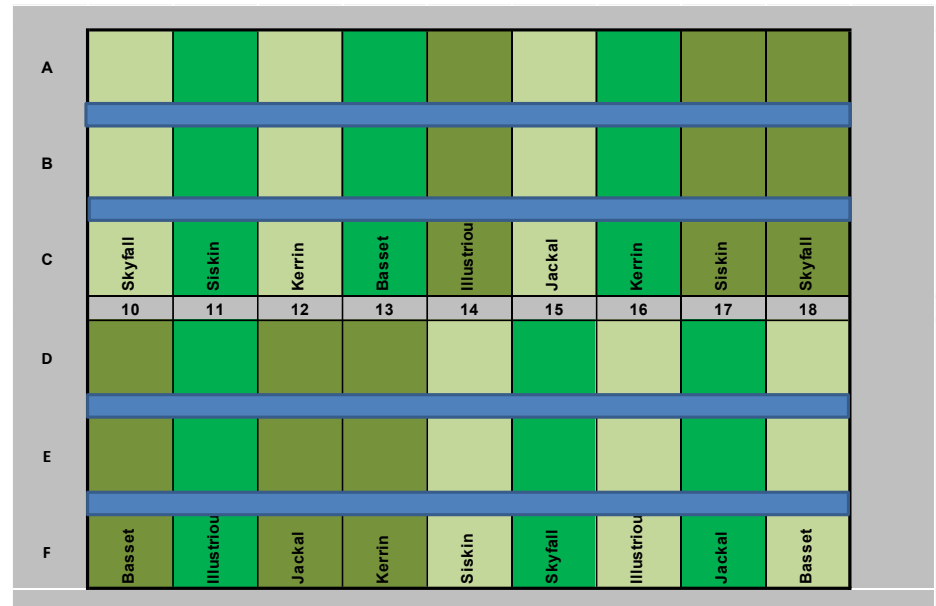 A
B
C
Skyfall Siskin Kerrin Basset Illustriou Jackal Kerrin Siskin Skyfall
10 11 12 13 14 15 16 17 18
D
E
F
Basset Illustriou Jackal Kerrin Siskin Skyfall Illustriou Jackal Basset